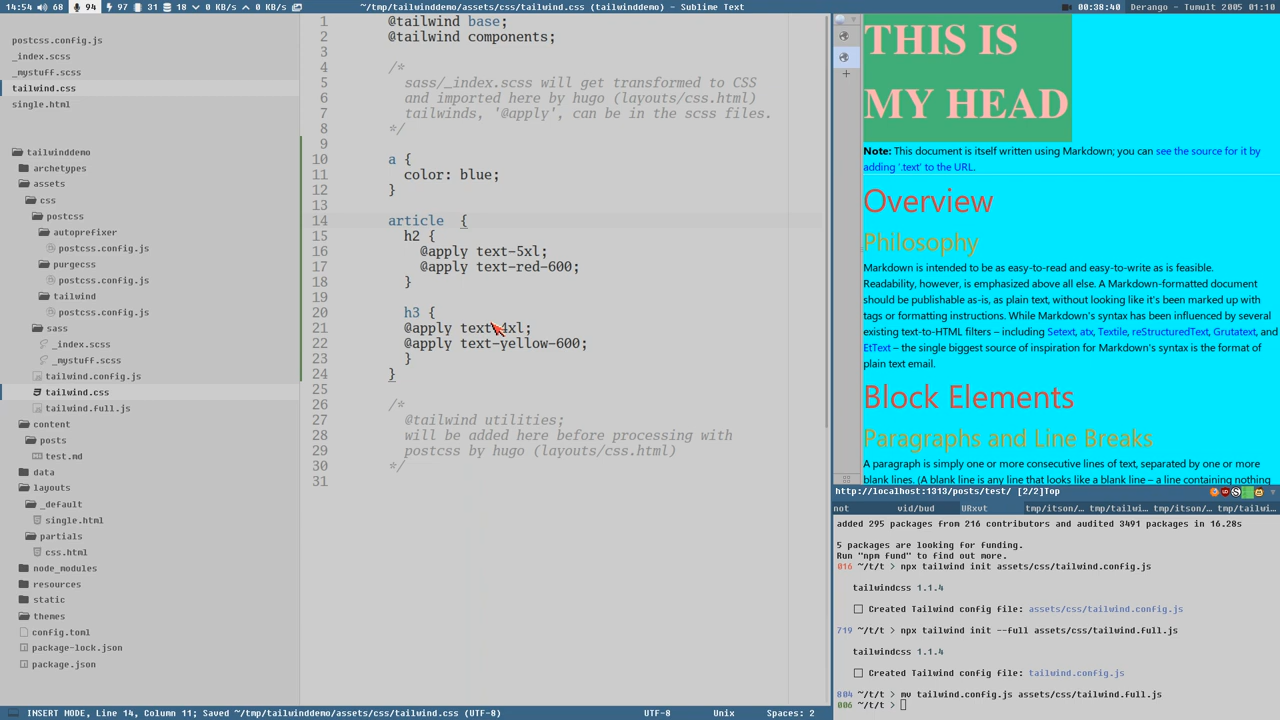 14:54 68 94 97 31 18 0 KB/s 0 KB/s
~/tmp/tailwinddemo/assets/css/tailwind.css (tailwinddemo) - Sublime Text
00:38:40 Derango - Tumult 2005 01:10
postcss.config.js
_index.scss
_mystuff.scss
tailwind.css
single.html
tailwinddemo
archetypes
assets
css
postcss
autoprefixer
postcss.config.js
purgecss
postcss.config.js
tailwind
postcss.config.js
sass
_index.scss
_mystuff.scss
tailwind.config.js
tailwind.css
tailwind.full.js
content
posts
test.md
data
layouts
_default
single.html
partials
css.html
node_modules
resources
static
themes
config.toml
package-lock.json
package.json
1 @tailwind base;
2 @tailwind components;
3
4 /*
5 sass/_index.scss will get transformed to CSS
6 and imported here by hugo (layouts/css.html)
7 tailwinds, '@apply', can be in the scss files.
8 */
9
10 a {
11 color: blue;
12 }
13
14 article {
15 h2 {
16 @apply text-5xl;
17 @apply text-red-600;
18 }
19
20 h3 {
21 @apply text-4xl;
22 @apply text-yellow-600;
23 }
24 }
25
26 /*
27 @tailwind utilities;
28 will be added here before processing with
29 postcss by hugo (layouts/css.html)
30 */
31
THIS IS
MY HEAD
Note: This document is itself written using Markdown; you can see the source for it by
adding '.text' to the URL.
Overview
Philosophy
Markdown is intended to be as easy-to-read and easy-to-write as is feasible.
Readability, however, is emphasized above all else. A Markdown-formatted document
should be publishable as-is, as plain text, without looking like it's been marked up with
tags or formatting instructions. While Markdown's syntax has been influenced by several
existing text-to-HTML filters – including Setext, atx, Textile, reStructuredText, Grutatext, and
EtText – the single biggest source of inspiration for Markdown's syntax is the format of
plain text email.
Block Elements
Paragraphs and Line Breaks
A paragraph is simply one or more consecutive lines of text, separated by one or more
blank lines. (A blank line is any line that looks like a blank line – a line containing nothing
http://localhost:1313/posts/test/ [2/2]Top
not vid/bud URxvt tmp/itson/… tmp/tailwi… tmp/itson/… tmp/tailwi…
added 295 packages from 216 contributors and audited 3491 packages in 16.28s
5 packages are looking for funding.
Run "npm fund" to find out more.
016 ~/t/t > npx tailwind init assets/css/tailwind.config.js
tailwindcss 1.1.4
Created Tailwind config file: assets/css/tailwind.config.js
719 ~/t/t > npx tailwind init --full assets/css/tailwind.full.js
tailwindcss 1.1.4
Created Tailwind config file: tailwind.config.js
804 ~/t/t > mv tailwind.config.js assets/css/tailwind.full.js
006 ~/t/t >
INSERT MODE, Line 14, Column 11; Saved ~/tmp/tailwinddemo/assets/css/tailwind.css (UTF-8) UTF-8 Unix Spaces: 2